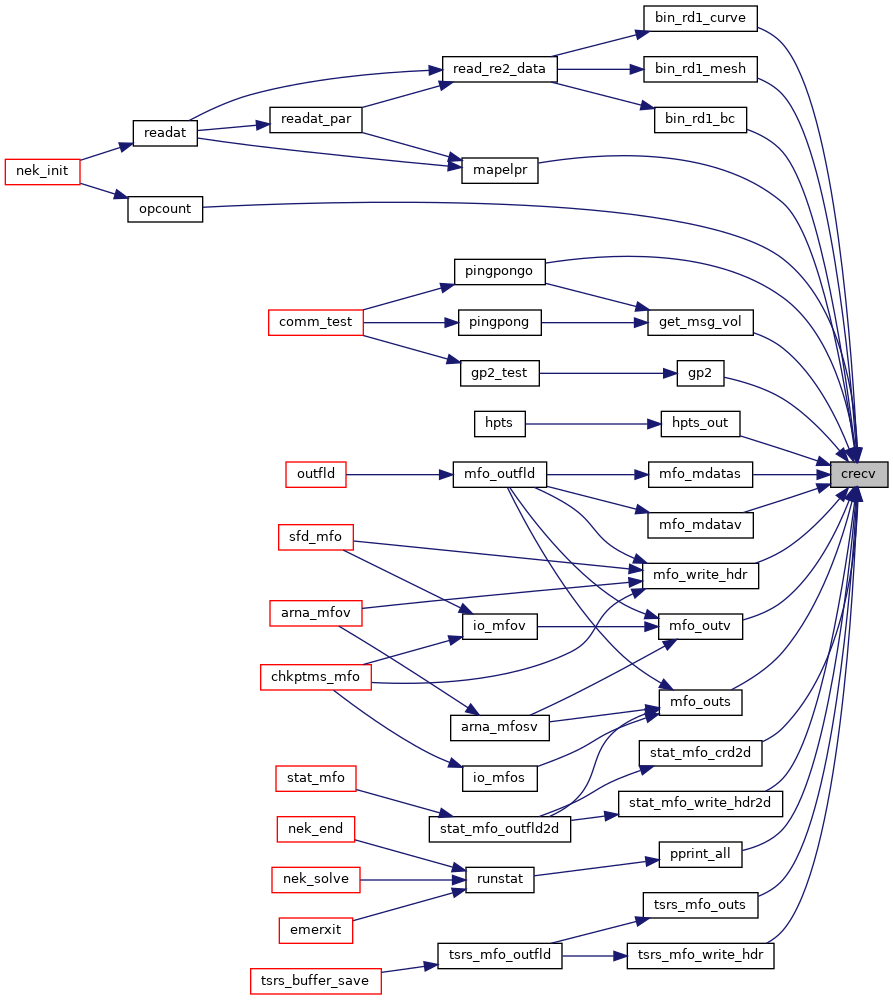 bin_rd1_curve
read_re2_data
bin_rd1_mesh
bin_rd1_bc
readat_par
readat
mapelpr
nek_init
opcount
pingpongo
comm_test
pingpong
get_msg_vol
gp2_test
gp2
hpts
hpts_out
outfld
mfo_outfld
mfo_mdatas
crecv
mfo_mdatav
sfd_mfo
mfo_write_hdr
arna_mfov
io_mfov
mfo_outv
chkptms_mfo
mfo_outs
arna_mfosv
stat_mfo_crd2d
stat_mfo
io_mfos
stat_mfo_write_hdr2d
nek_end
stat_mfo_outfld2d
pprint_all
nek_solve
runstat
tsrs_mfo_outs
emerxit
tsrs_mfo_outfld
tsrs_mfo_write_hdr
tsrs_buffer_save